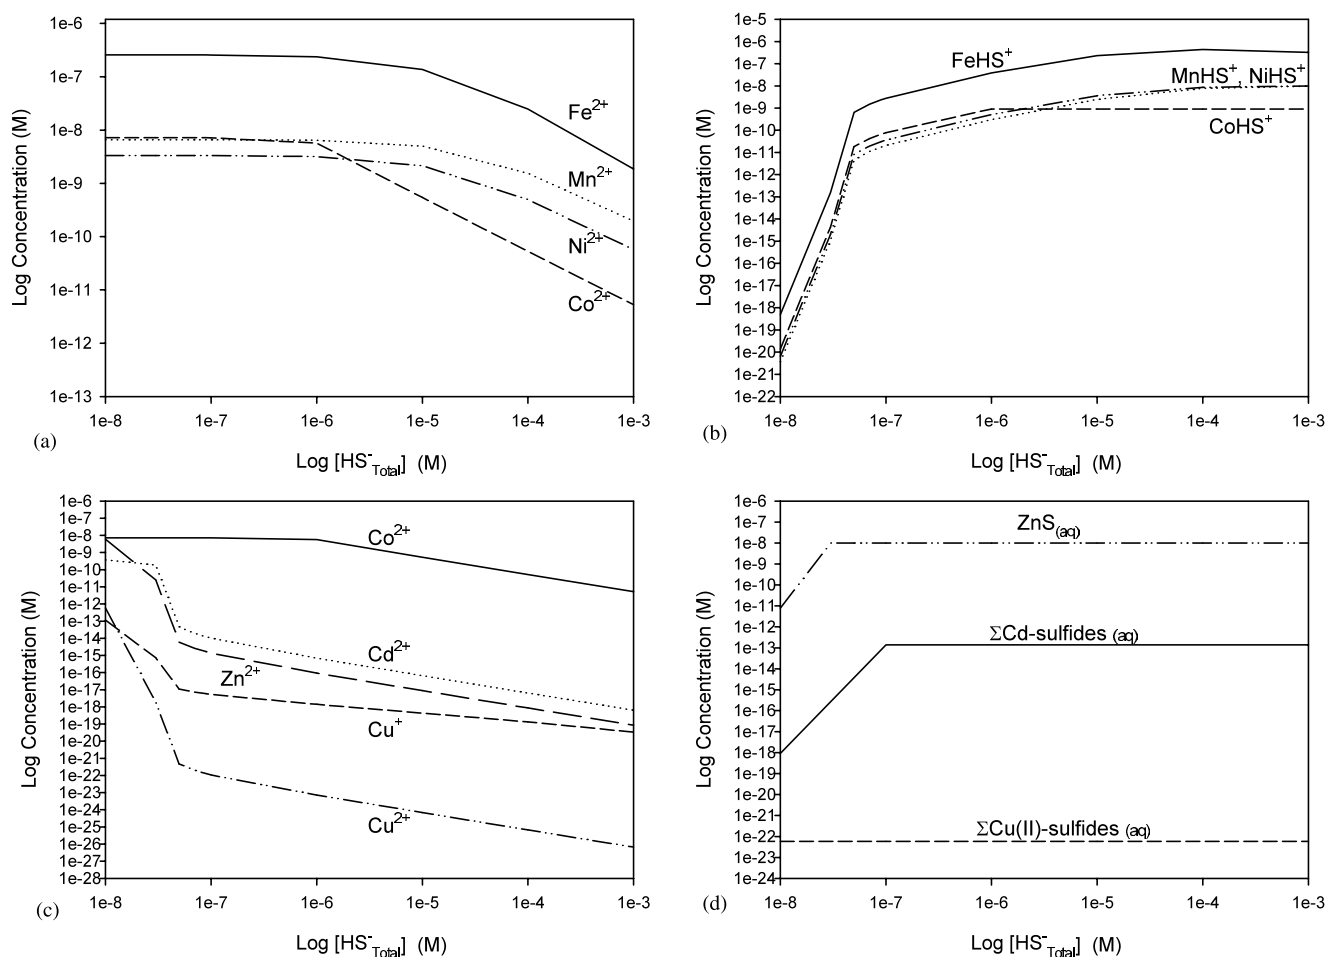 1e-6
1e-7
1e-8
1e-9
1e-10
1e-11
1e-12
1e-13
Log Concentration (M)
Fe2+
Mn2+
Ni2+
Co2+
1e-8 1e-7 1e-6 1e-5 1e-4 1e-3
(a)
Log [HS-Total] (M)
1e-5
1e-6
1e-7
1e-8
1e-9
1e-10
1e-11
1e-12
1e-13
1e-14
1e-15
1e-16
1e-17
1e-18
1e-19
1e-20
1e-21
1e-22
Log Concentration (M)
FeHS+
MnHS+, NiHS+
CoHS+
1e-8 1e-7 1e-6 1e-5 1e-4 1e-3
(b)
Log [HS-Total] (M)
1e-6
1e-7
1e-8
1e-9
1e-10
1e-11
1e-12
1e-13
1e-14
1e-15
1e-16
1e-17
1e-18
1e-19
1e-20
1e-21
1e-22
1e-23
1e-24
1e-25
1e-26
1e-27
1e-28
Log Concentration (M)
Co2+
Cd2+
Zn2+
Cu+
Cu2+
1e-8 1e-7 1e-6 1e-5 1e-4 1e-3
(c)
Log [HS-Total] (M)
1e-6
1e-7
1e-8
1e-9
1e-10
1e-11
1e-12
1e-13
1e-14
1e-15
1e-16
1e-17
1e-18
1e-18
1e-20
1e-21
1e-22
1e-23
1e-24
Log Concentration (M)
ZnS(aq)
ΣCd-sulfides (aq)
ΣCu(II)-sulfides (aq)
1e-8 1e-7 1e-6 1e-5 1e-4 1e-3
(d)
Log [HS-Total] (M)